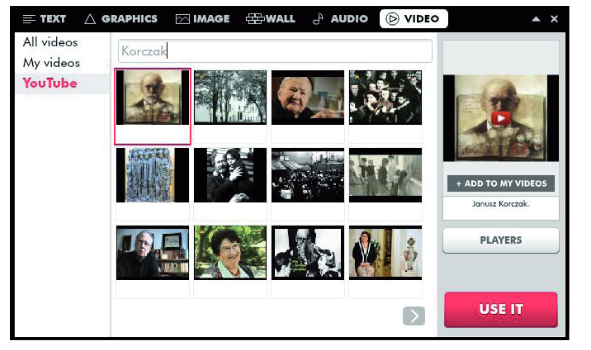 TEXT GRAPHICS IMAGE WALL AUDIO VIDEO
All videos
My videos
YouTube
Korczak
+ ADD TO MY VIDEOS
Janusz Korczak.
PLAYERS
USE IT